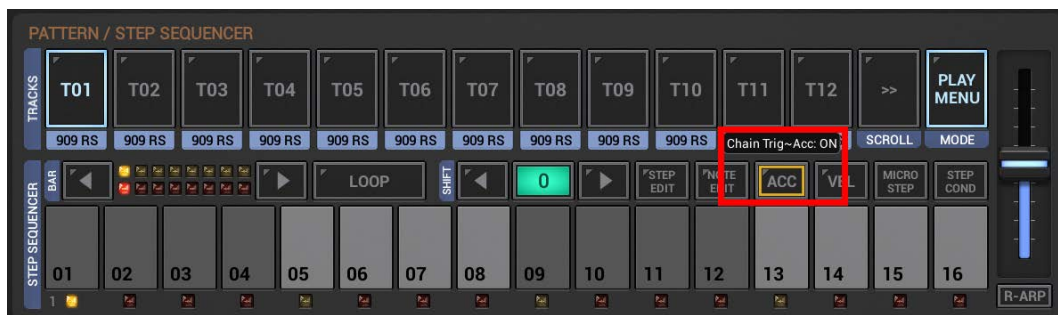 PATTERN / STEP SEQUENCER
TRACKS
T01 T02 T03 T04 T05 T06 T07 T08 T09 T10 T11 T12 >> PLAY MENU
909 RS 909 RS 909 RS 909 RS 909 RS 909 RS 909 RS 909 RS 909 RS 909 RS SCROLL MODE
Chain Trig~Acc: ON
STEP SEQUENCER
BAR LOOP SHIFT 0 STEP EDIT NOTE EDIT ACC VEL MICRO STEP STEP COND
01 02 03 04 05 06 07 08 09 10 11 12 13 14 15 16
1
R-ARP